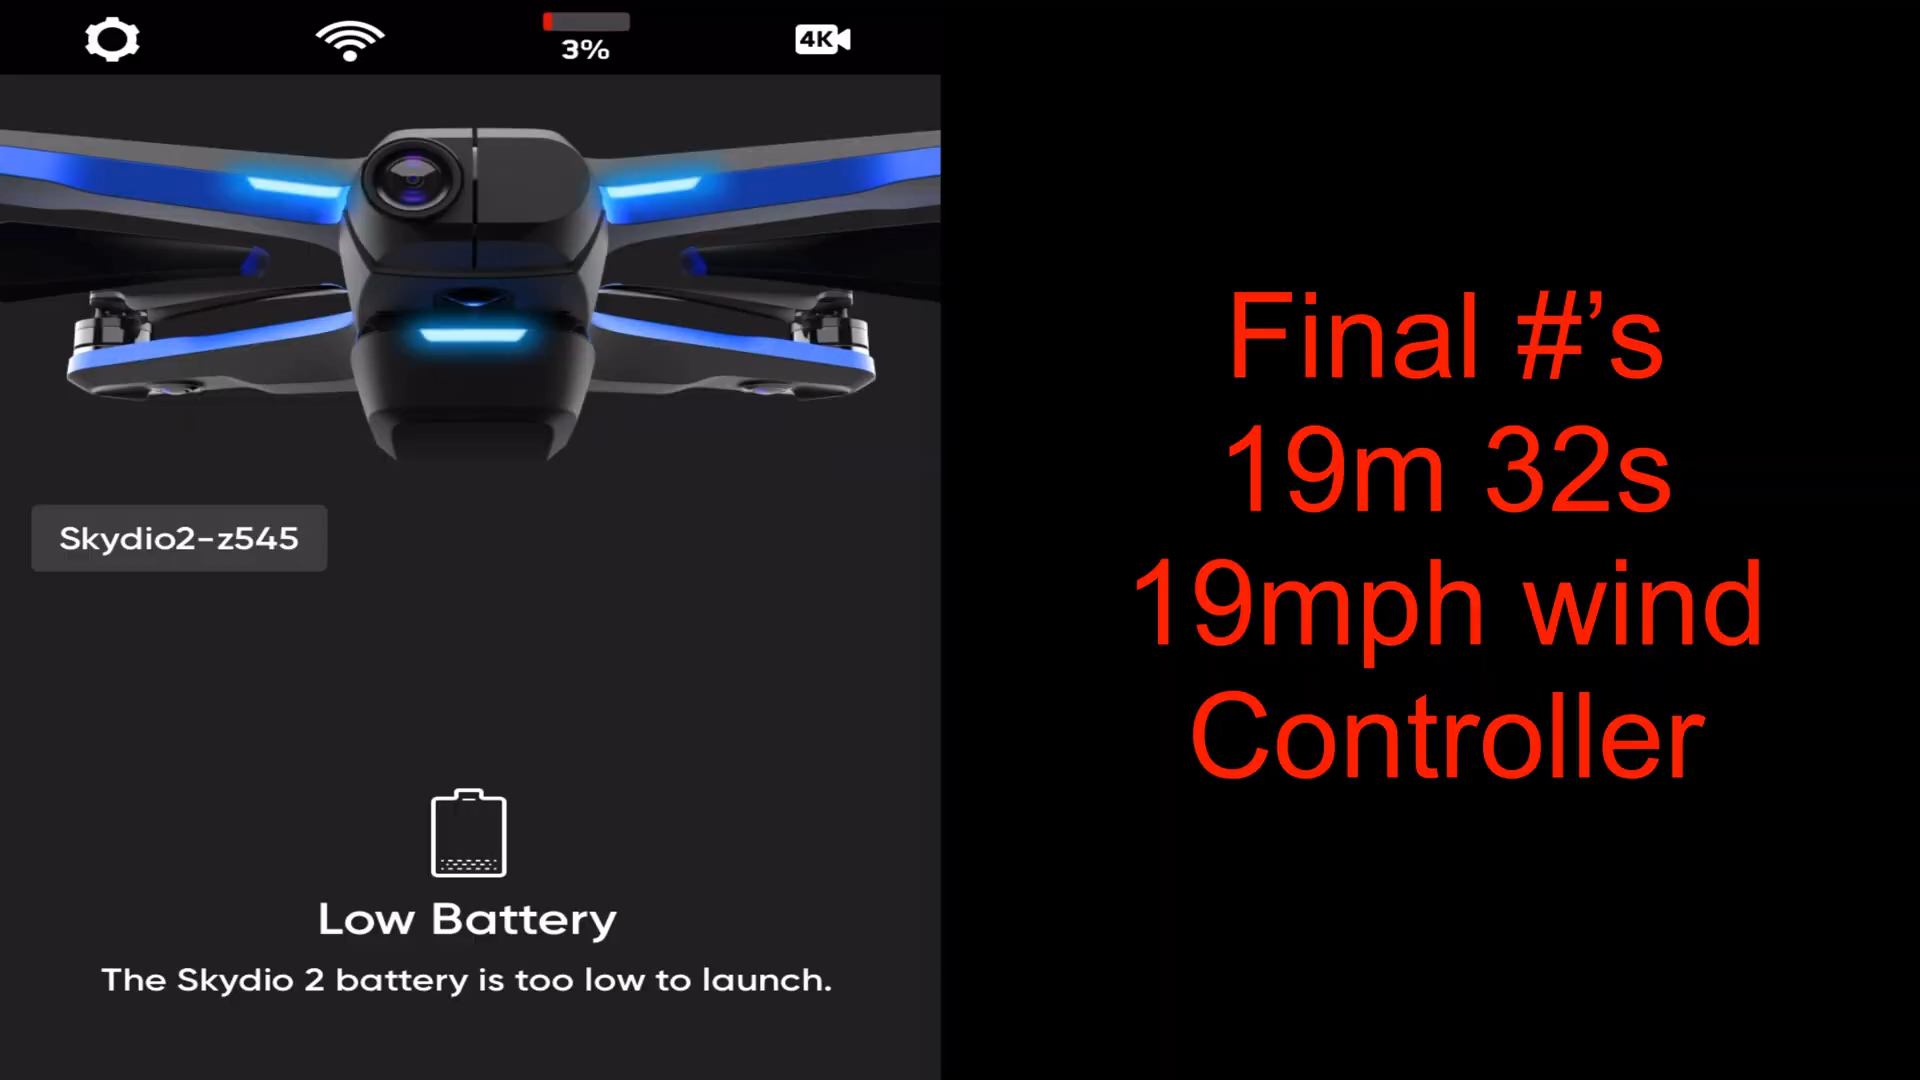 3%
4K
Skydio2-z545
Low Battery
The Skydio 2 battery is too low to launch.
Final #’s
19m 32s
19mph wind
Controller